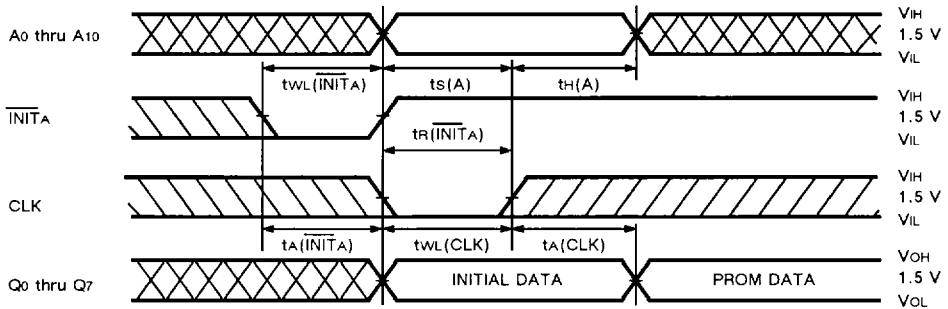 A0 thru A10
VIH
1.5 V
VIL
tWL(INITA)
tS(A)
tH(A)
INITA
VIH
1.5 V
VIL
tR(INITA)
CLK
VIH
1.5 V
VIL
tA(INITA)
tWL(CLK)
tA(CLK)
Q0 thru Q7
INITIAL DATA
PROM DATA
VOH
1.5 V
VOL